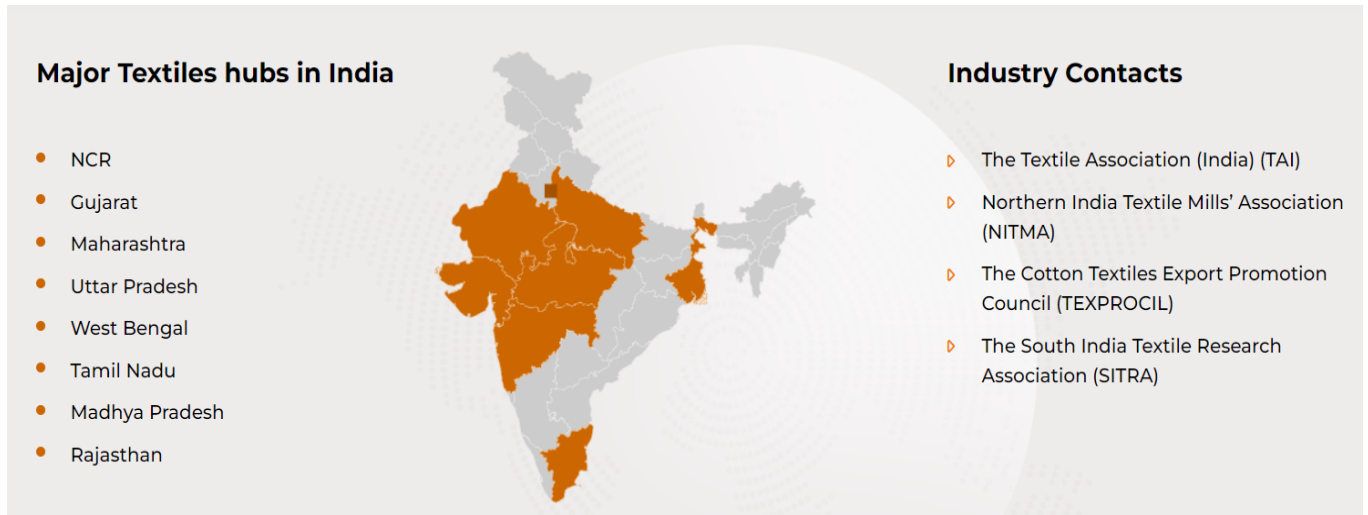 Major Textiles hubs in India
NCR
Gujarat
Maharashtra
Uttar Pradesh
West Bengal
Tamil Nadu
Madhya Pradesh
Rajasthan
Industry Contacts
The Textile Association (India) (TAI)
Northern India Textile Mills’ Association
(NITMA)
The Cotton Textiles Export Promotion
Council (TEXPROCIL)
The South India Textile Research
Association (SITRA)